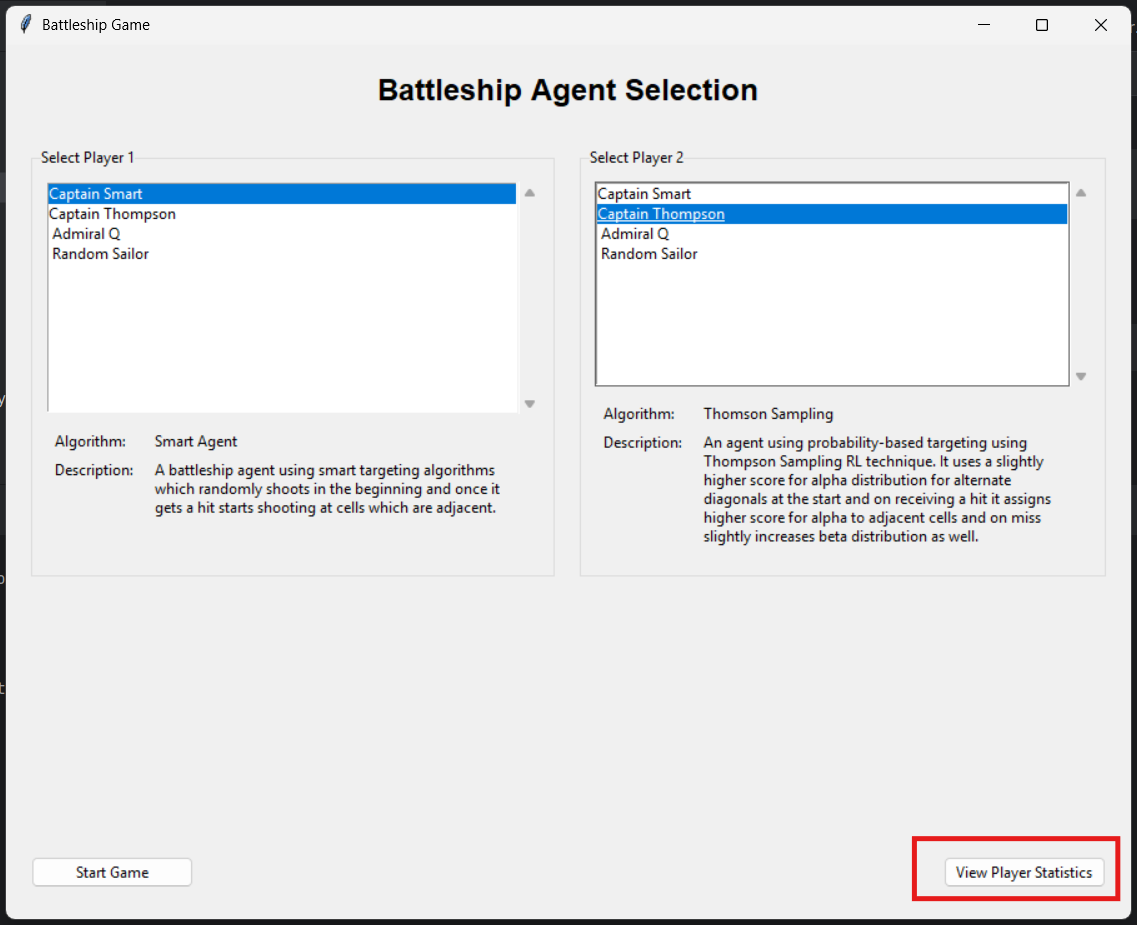 Battleship Game
Battleship Agent Selection
Select Player 1
Captain Smart
Captain Thompson
Admiral Q
Random Sailor
Algorithm: Smart Agent
Description: A battleship agent using smart targeting algorithms
which randomly shoots in the beginning and once it
gets a hit starts shooting at cells which are adjacent.
Select Player 2
Captain Smart
Captain Thompson
Admiral Q
Random Sailor
Algorithm: Thomson Sampling
Description: An agent using probability-based targeting using
Thompson Sampling RL technique. It uses a slightly
higher score for alpha distribution for alternate
diagonals at the start and on receiving a hit it assigns
higher score for alpha to adjacent cells and on miss
slightly increases beta distribution as well.
Start Game
View Player Statistics